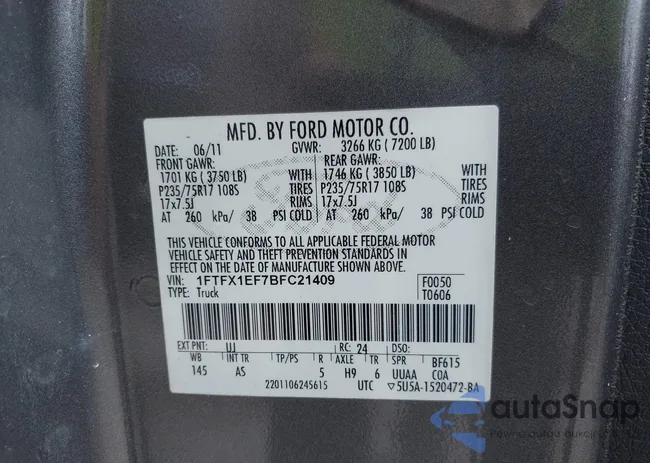 MFD. BY FORD MOTOR CO.
DATE: 06/11 GVWR: 3266 KG ( 7200 LB)
FRONT GAWR: REAR GAWR:
1701 KG ( 3750 LB) WITH 1746 KG ( 3850 LB) WITH
P235/75R17 108S TIRES P235/75R17 108S TIRES
17x7.5J RIMS 17x7.5J RIMS
AT 260 kPa/ 38 PSI COLD AT 260 kPa/ 38 PSI COLD
THIS VEHICLE CONFORMS TO ALL APPLICABLE FEDERAL MOTOR
VEHICLE SAFETY AND THEFT PREVENTION STANDARDS IN
EFFECT ON THE DATE OF MANUFACTURE SHOWN ABOVE.
VIN: 1FTFX1EF7BFC21409 F0050
TYPE: Truck T0606
EXT PNT: UJ RC: 24 DSO:
WB INT TR TP/PS R AXLE TR SPR BF615
145 AS 5 H9 6 UUAA COA
2201106245615 UTC 5U5A-1520472-BA
autaSnap
Pewne autao aukcji